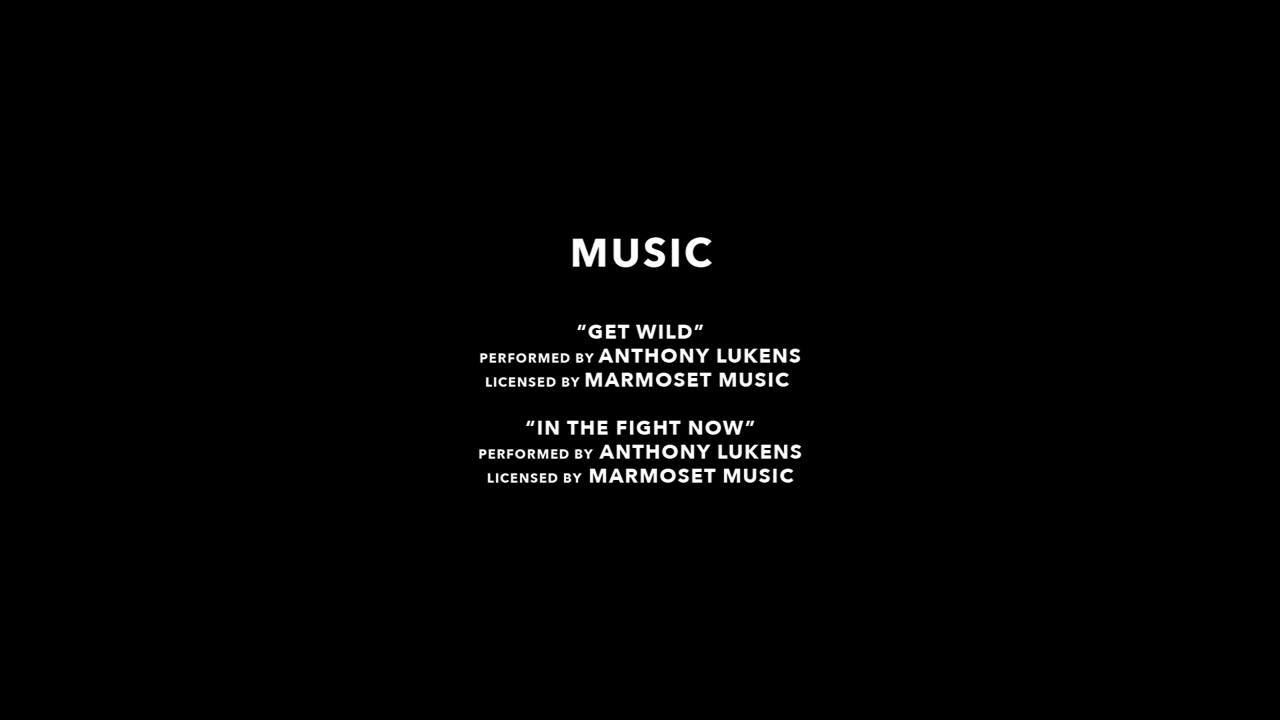 MUSIC
“GET WILD”
PERFORMED BY ANTHONY LUKENS
LICENSED BY MARMOSET MUSIC
“IN THE FIGHT NOW”
PERFORMED BY ANTHONY LUKENS
LICENSED BY MARMOSET MUSIC